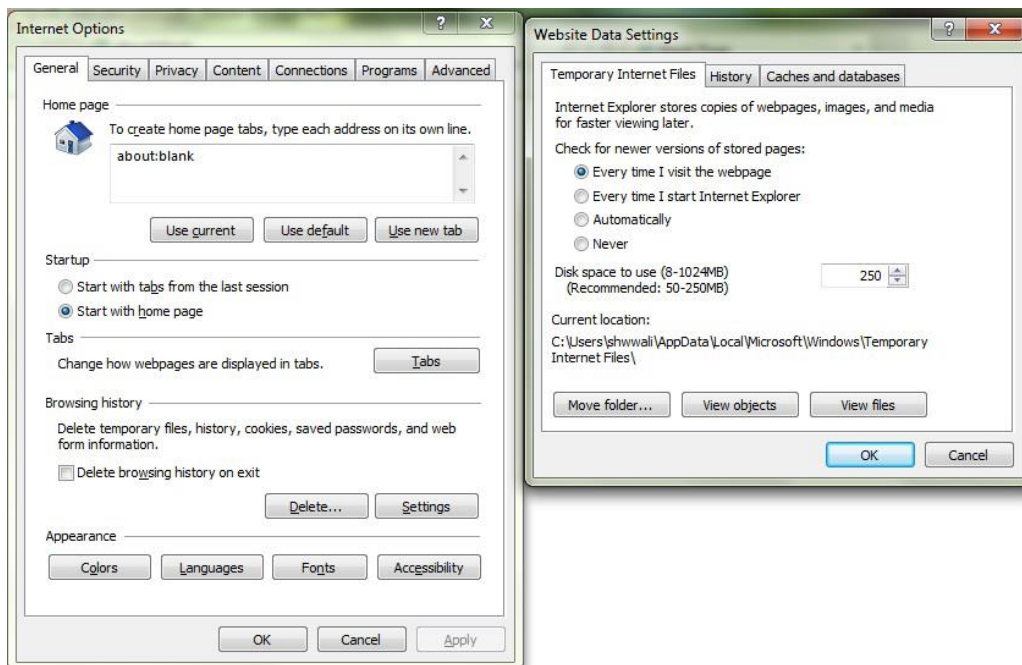 Internet Options
General Security Privacy Content Connections Programs Advanced
Home page
To create home page tabs, type each address on its own line.
about:blank
Use current Use default Use new tab
Startup
Start with tabs from the last session
Start with home page
Tabs
Change how webpages are displayed in tabs. Tabs
Browsing history
Delete temporary files, history, cookies, saved passwords, and web
form information.
Delete browsing history on exit
Delete... Settings
Appearance
Colors Languages Fonts Accessibility
OK Cancel Apply
Website Data Settings
Temporary Internet Files History Caches and databases
Internet Explorer stores copies of webpages, images, and media
for faster viewing later.
Check for newer versions of stored pages:
Every time I visit the webpage
Every time I start Internet Explorer
Automatically
Never
Disk space to use (8-1024MB) 250
(Recommended: 50-250MB)
Current location:
C:\Users\shwwali\AppData\Local\Microsoft\Windows\Temporary
Internet Files\
Move folder... View objects View files
OK Cancel